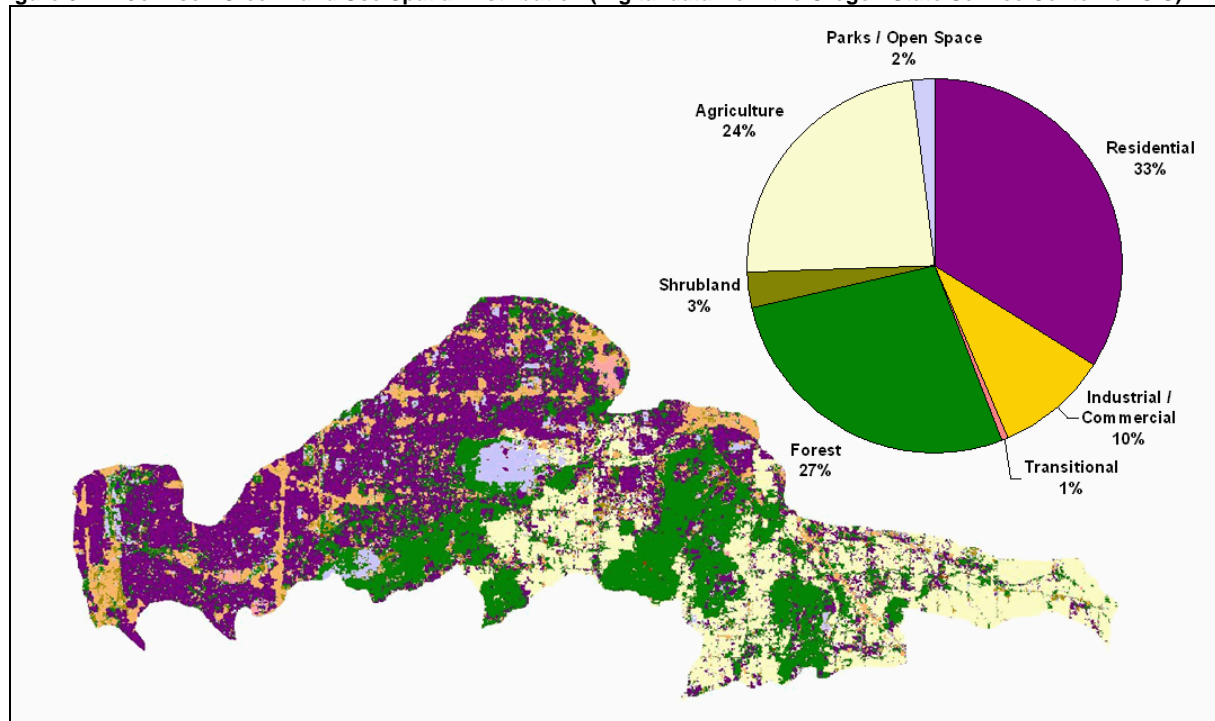 Parks / Open Space
2%
Agriculture
24%
Residential
33%
Shrubland
3%
Industrial /
Commercial
10%
Forest
27%
Transitional
1%